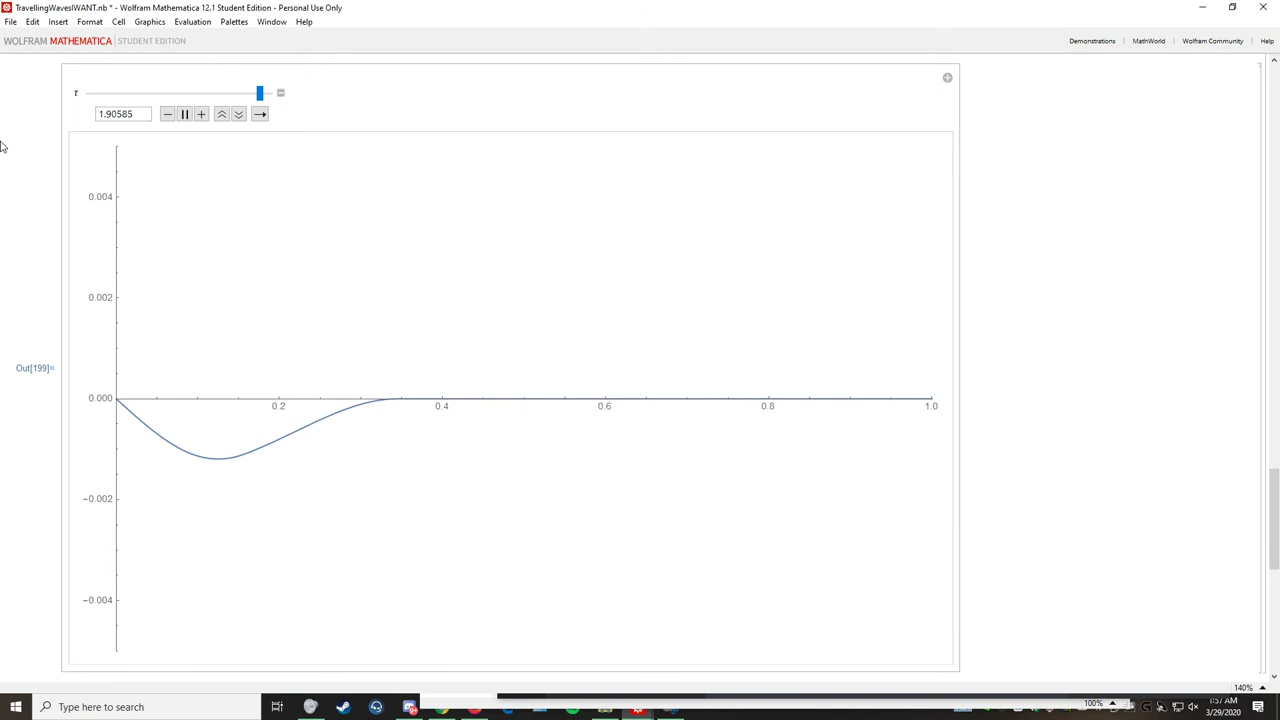 TravellingWavesIWANT.nb * - Wolfram Mathematica 12.1 Student Edition - Personal Use Only
File Edit Insert Format Cell Graphics Evaluation Palettes Window Help
WOLFRAM MATHEMATICA | STUDENT EDITION
Demonstrations | MathWorld | Wolfram Community | Help
τ
1.90585
0.004
0.002
Out[199]=
0.000
0.2 0.4 0.6 0.8 1.0
-0.002
-0.004
140%
Type here to search
100%
1:57 AM
3/29/2020